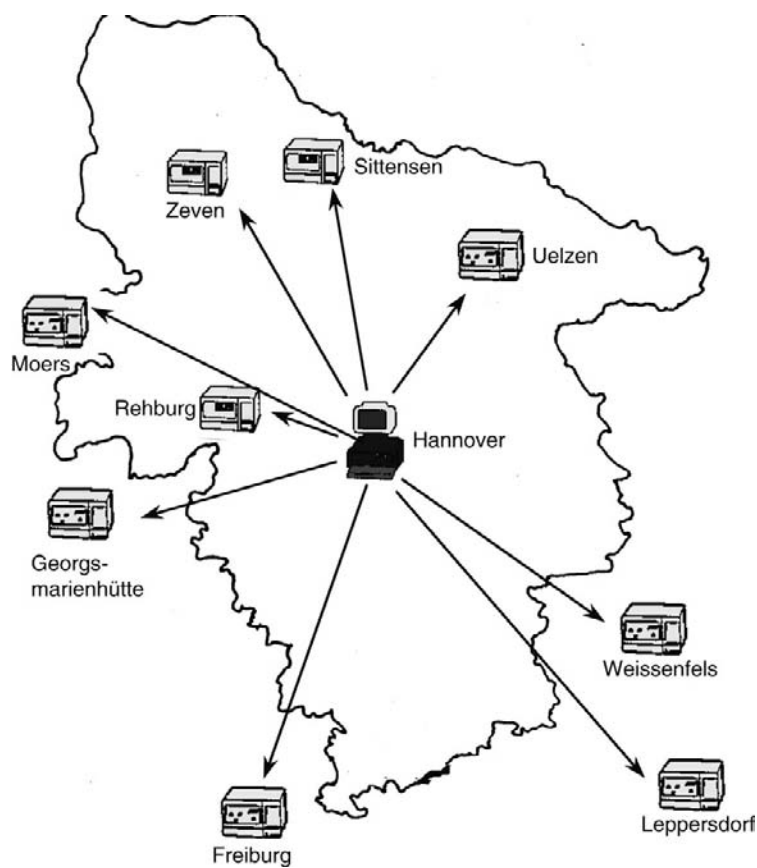 Sittensen
Zeven
Uelzen
Moers
Rehburg
Hannover
Georgs-
marienhütte
Weissenfels
Leppersdorf
Freiburg